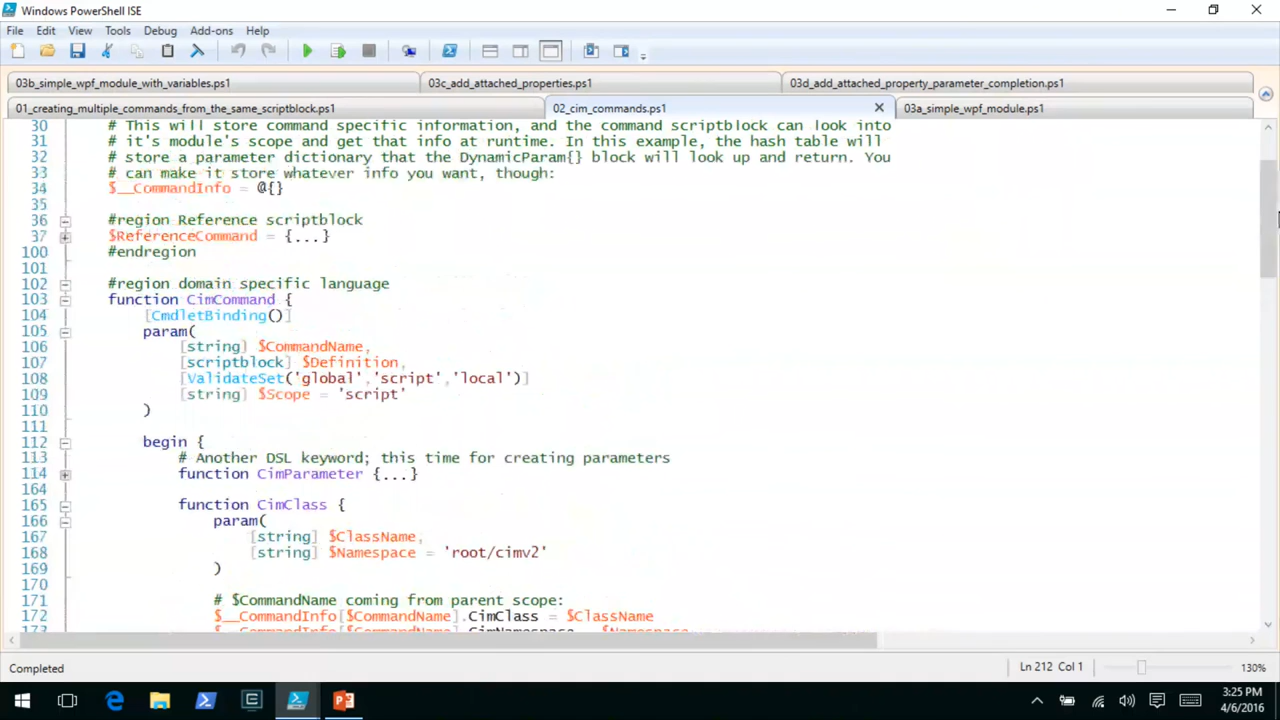 Windows PowerShell ISE
File Edit View Tools Debug Add-ons Help
03b_simple_wpf_module_with_variables.ps1 03c_add_attached_properties.ps1 03d_add_attached_property_parameter_completion.ps1
01_creating_multiple_commands_from_the_same_scriptblock.ps1 02_cim_commands.ps1 03a_simple_wpf_module.ps1
30 # This will store command specific information, and the command scriptblock can look into
31 # it's module's scope and get that info at runtime. In this example, the hash table will
32 # store a parameter dictionary that the DynamicParam{} block will look up and return. You
33 # can make it store whatever info you want, though:
34 $__CommandInfo = @{}
35
36 #region Reference scriptblock
37 $ReferenceCommand = {...}
100 #endregion
101
102 #region domain specific language
103 function CimCommand {
104 [CmdletBinding()]
105 param(
106 [string] $CommandName,
107 [scriptblock] $Definition,
108 [ValidateSet('global','script','local')]
109 [string] $Scope = 'script'
110 )
111
112 begin {
113 # Another DSL keyword; this time for creating parameters
114 function CimParameter {...}
164
165 function CimClass {
166 param(
167 [string] $ClassName,
168 [string] $Namespace = 'root/cimv2'
169 )
170
171 # $CommandName coming from parent scope:
172 $__CommandInfo[$CommandName].CimClass = $ClassName
173 $__CommandInfo[$CommandName].CimNamespace = $Namespace
Completed Ln 212 Col 1 130%
3:25 PM
4/6/2016